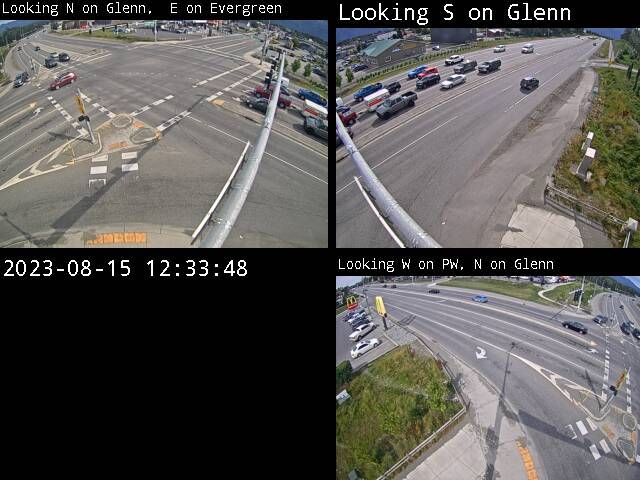 Looking N on Glenn,  E on Evergreen
Looking S on Glenn
2023-08-15 12:33:48
Looking W on PW, N on Glenn